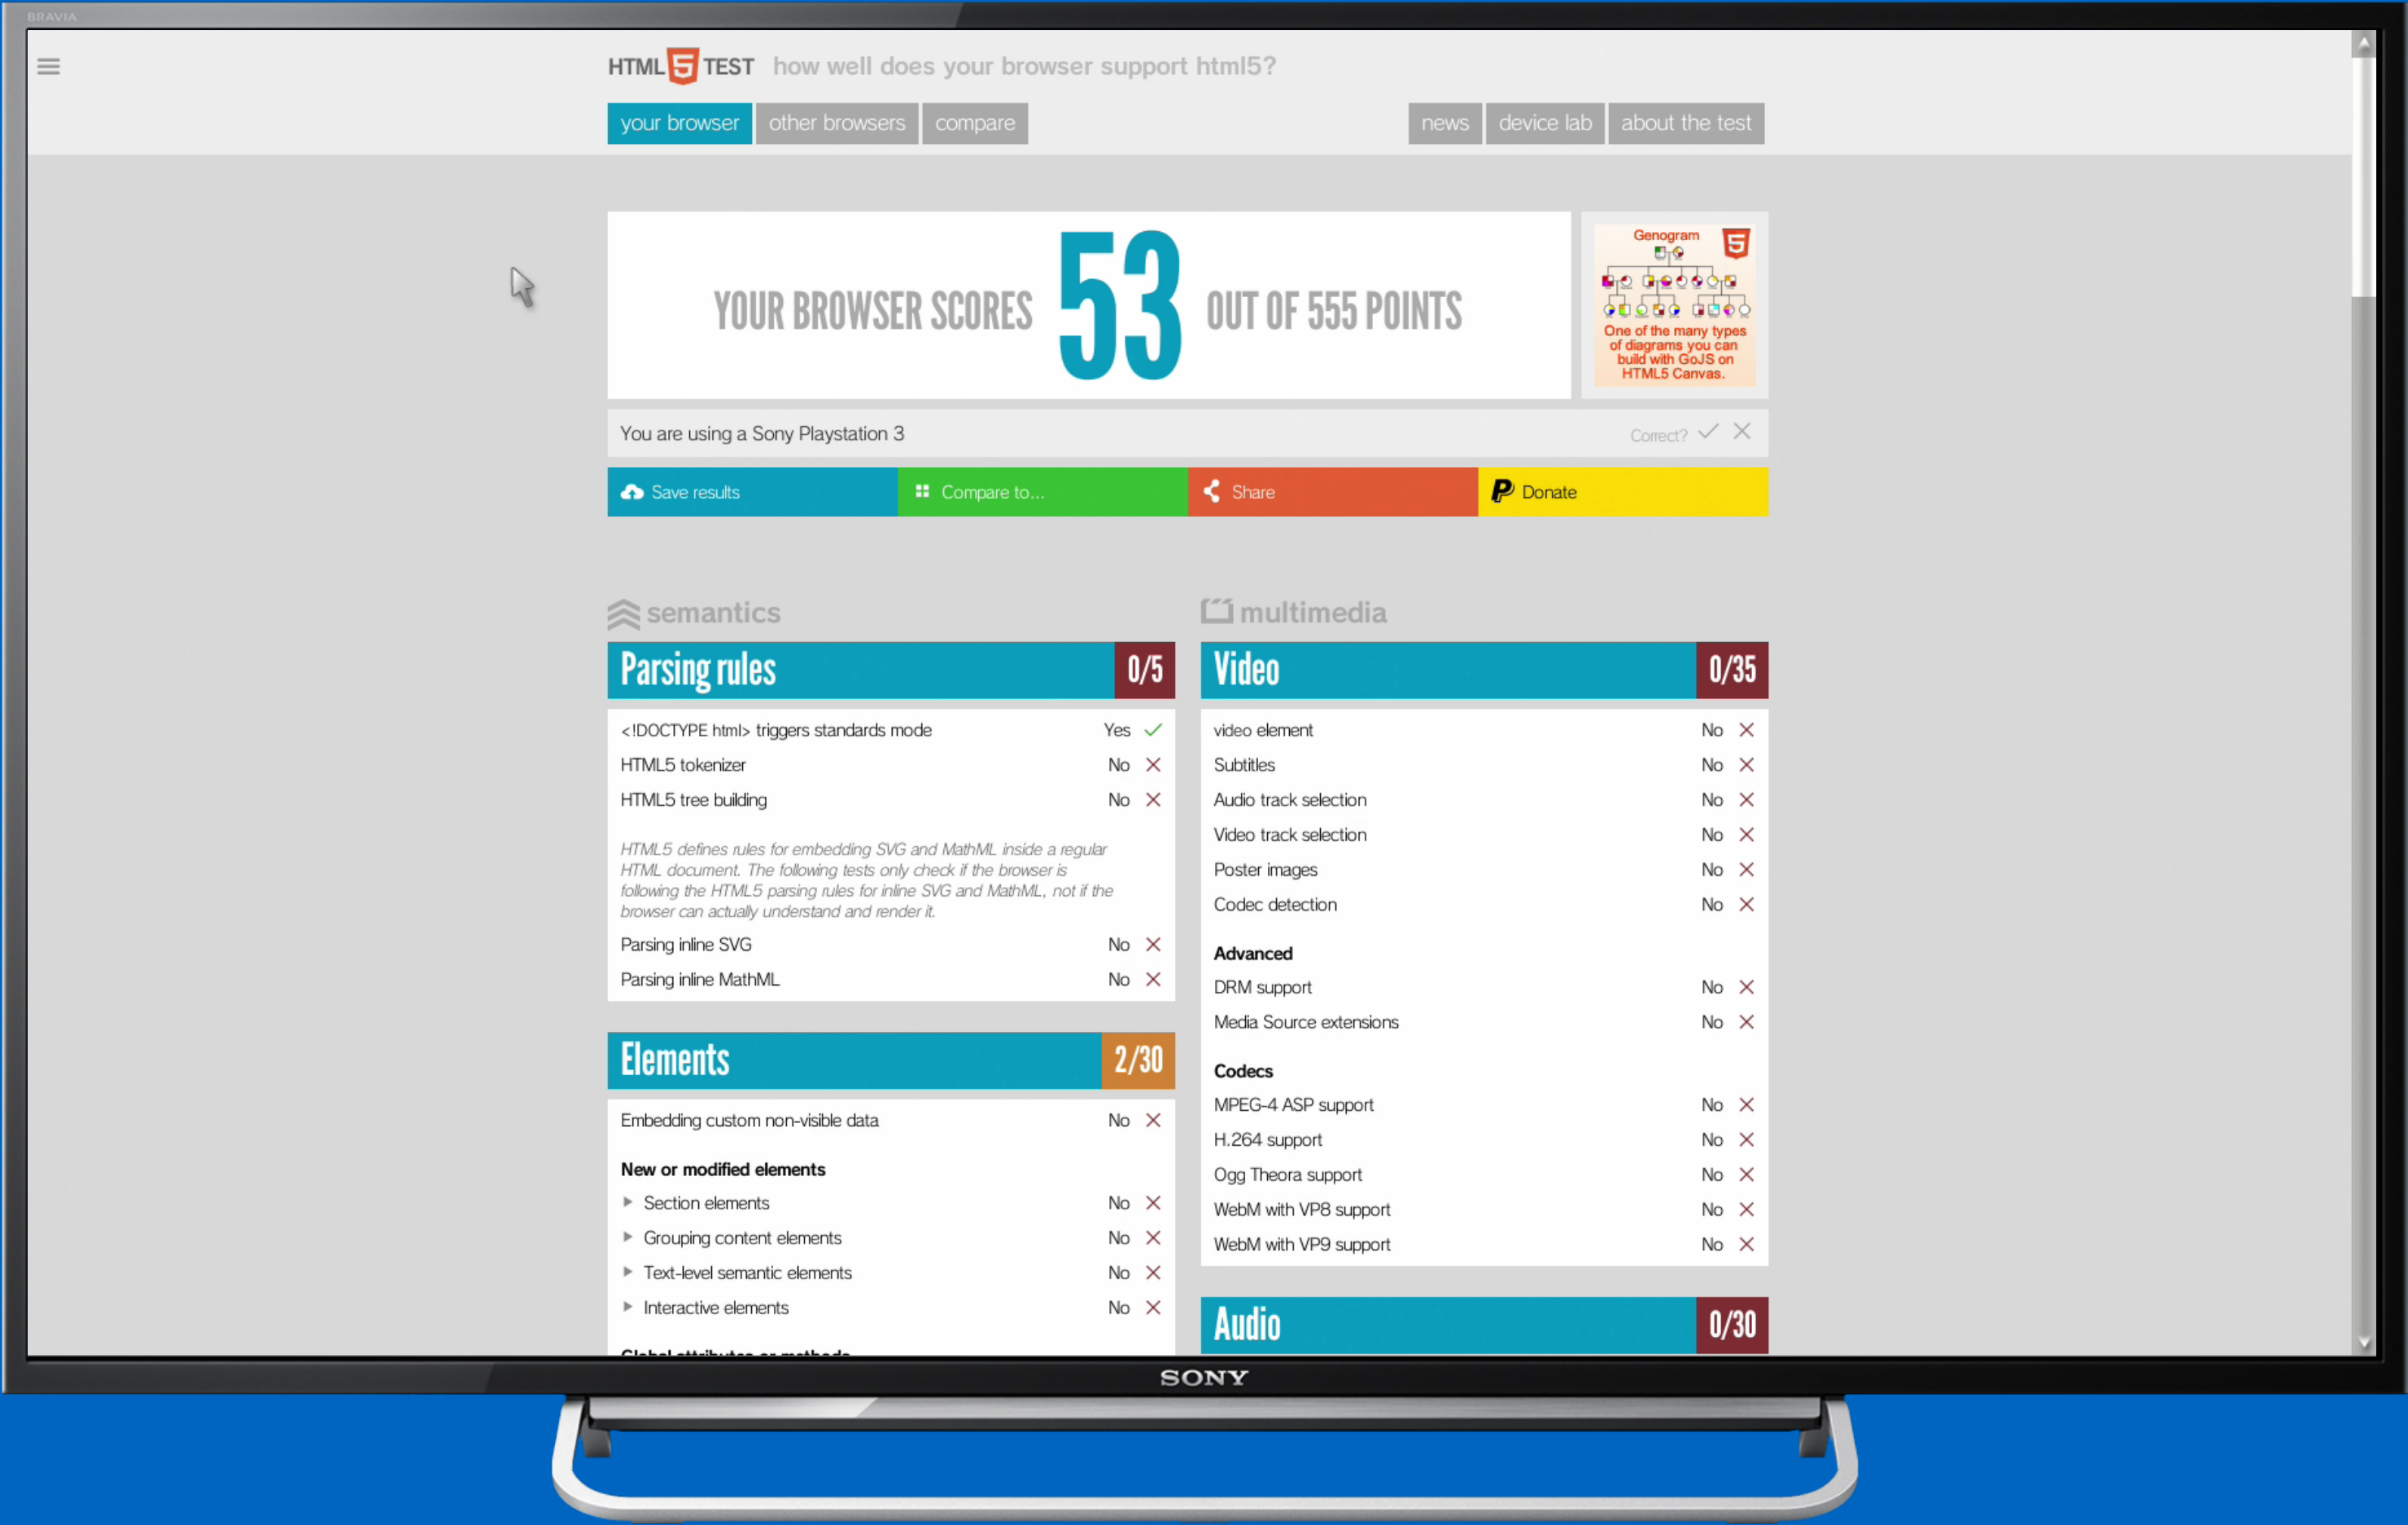 BRAVIA
HTML 5 TEST how well does your browser support html5?
your browser other browsers compare news device lab about the test
YOUR BROWSER SCORES 53 OUT OF 555 POINTS
Genogram 5
One of the many types
of diagrams you can
build with GoJS on
HTML5 Canvas.
You are using a Sony Playstation 3 Correct?
Save results Compare to... Share Donate
semantics
Parsing rules 0/5
<!DOCTYPE html> triggers standards mode Yes
HTML5 tokenizer No
HTML5 tree building No
HTML5 defines rules for embedding SVG and MathML inside a regular
HTML document. The following tests only check if the browser is
following the HTML5 parsing rules for inline SVG and MathML, not if the
browser can actually understand and render it.
Parsing inline SVG No
Parsing inline MathML No
Elements 2/30
Embedding custom non-visible data No
New or modified elements
Section elements No
Grouping content elements No
Text-level semantic elements No
Interactive elements No
Global attributes or methods
multimedia
Video 0/35
video element No
Subtitles No
Audio track selection No
Video track selection No
Poster images No
Codec detection No
Advanced
DRM support No
Media Source extensions No
Codecs
MPEG-4 ASP support No
H.264 support No
Ogg Theora support No
WebM with VP8 support No
WebM with VP9 support No
Audio 0/30
SONY